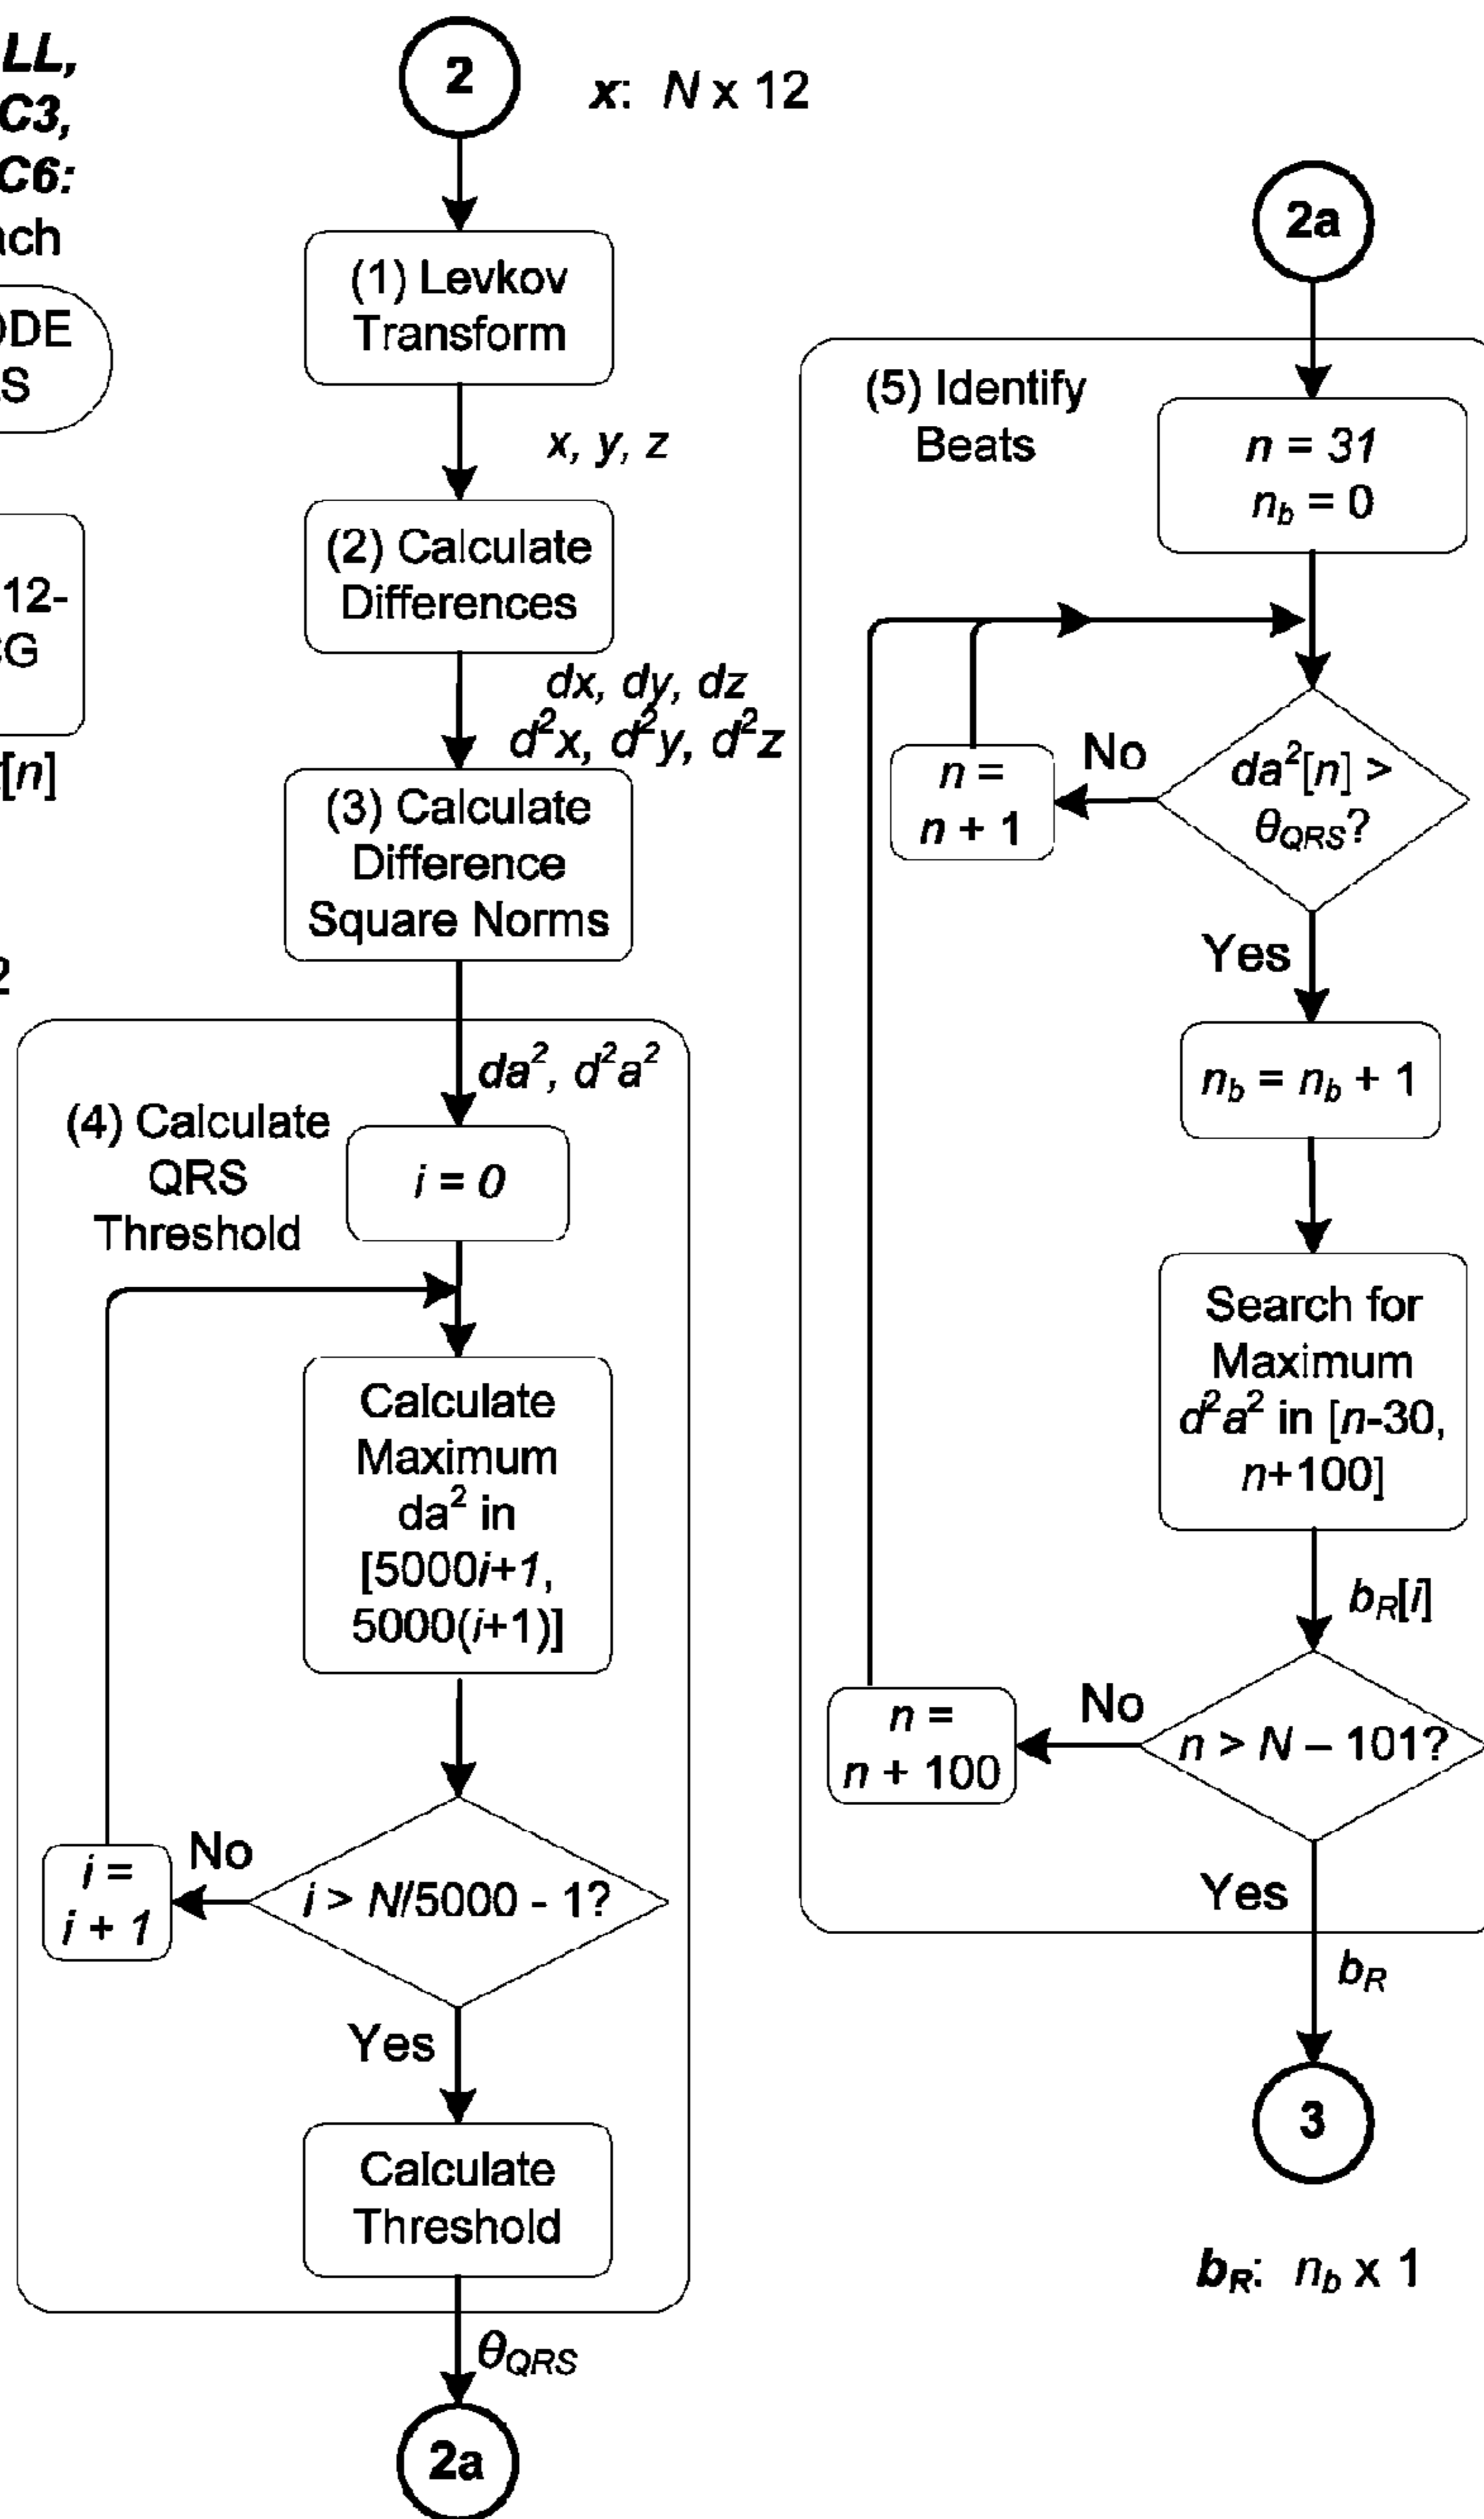 LL,
C3,
C6:
DE
S
12-
G
[n]
2
2
x: N x 12
(1) Levkov
Transform
x, y, z
(2) Calculate
Differences
dx, dy, dz
d²x, d²y, d²z
(3) Calculate
Difference
Square Norms
da², d²a²
(4) Calculate
QRS
Threshold
i = 0
Calculate
Maximum
da² in
[5000i+1,
5000(i+1)]
i > N/5000 - 1?
No
i =
i + 1
Yes
Calculate
Threshold
θQRS
2a
2a
(5) Identify
Beats
n = 31
nb = 0
da²[n] >
θQRS?
No
n =
n + 1
Yes
nb = nb + 1
Search for
Maximum
d²a² in [n-30,
n+100]
bR[i]
n > N – 101?
No
n =
n + 100
Yes
bR
3
bR: nb x 1